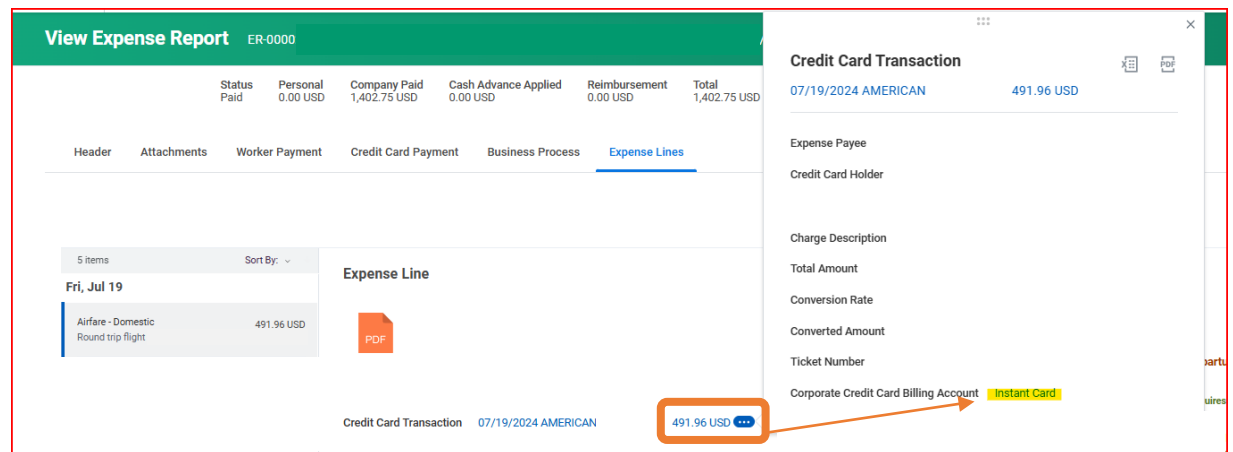 View Expense Report ER-0000
Status Personal Company Paid Cash Advance Applied Reimbursement Total
Paid 0.00 USD 1,402.75 USD 0.00 USD 0.00 USD 1,402.75 USD
Header Attachments Worker Payment Credit Card Payment Business Process Expense Lines
5 items Sort By:
Fri, Jul 19
Airfare - Domestic 491.96 USD
Round trip flight
Expense Line
PDF
Credit Card Transaction 07/19/2024 AMERICAN 491.96 USD
Credit Card Transaction
PDF
07/19/2024 AMERICAN 491.96 USD
Expense Payee
Credit Card Holder
Charge Description
Total Amount
Conversion Rate
Converted Amount
Ticket Number
Corporate Credit Card Billing Account Instant Card